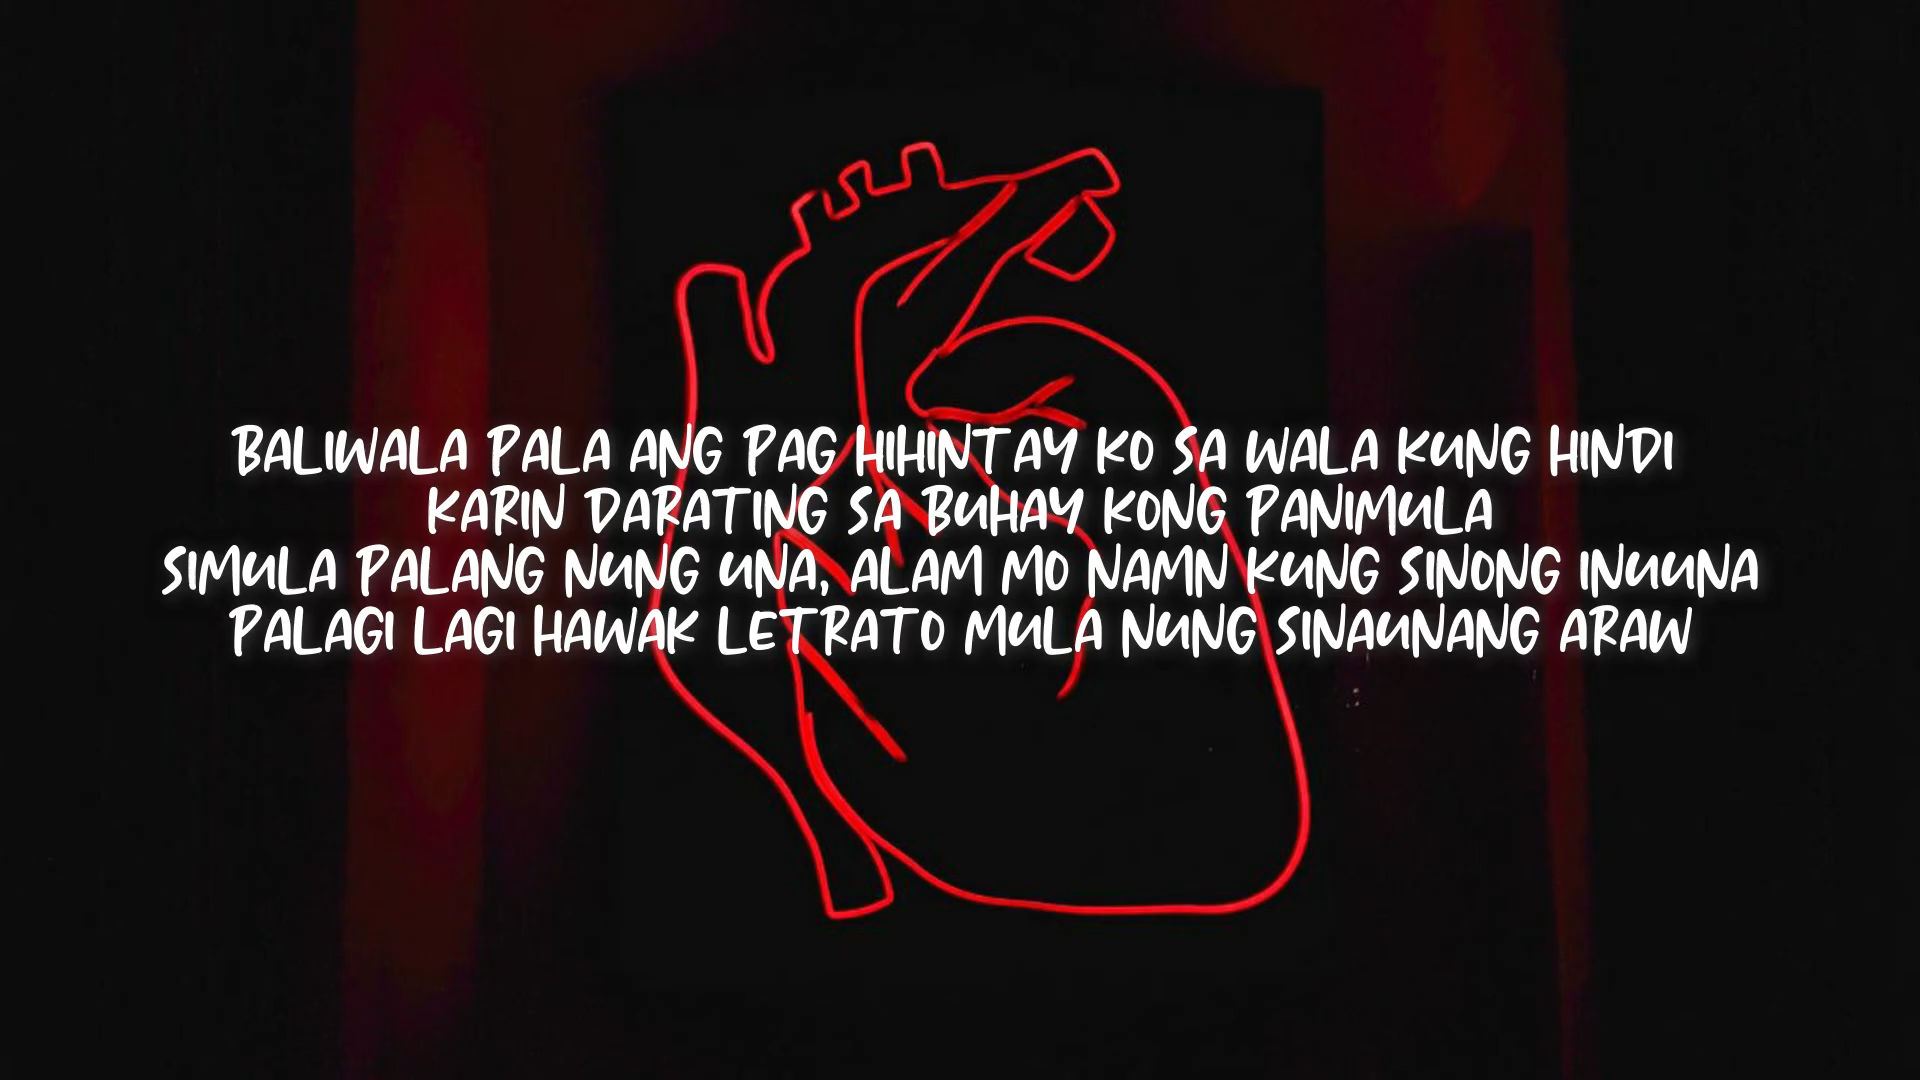 BALIWALA PALA ANG PAG HIHINTAY KO SA WALA KUNG HINDI
KARIN DARATING SA BUHAY KONG PANIMULA
SIMULA PALANG NUNG UNA, ALAM MO NAMN KUNG SINONG INUUNA
PALAGI LAGI HAWAK LETRATO MULA NUNG SINAUNANG ARAW